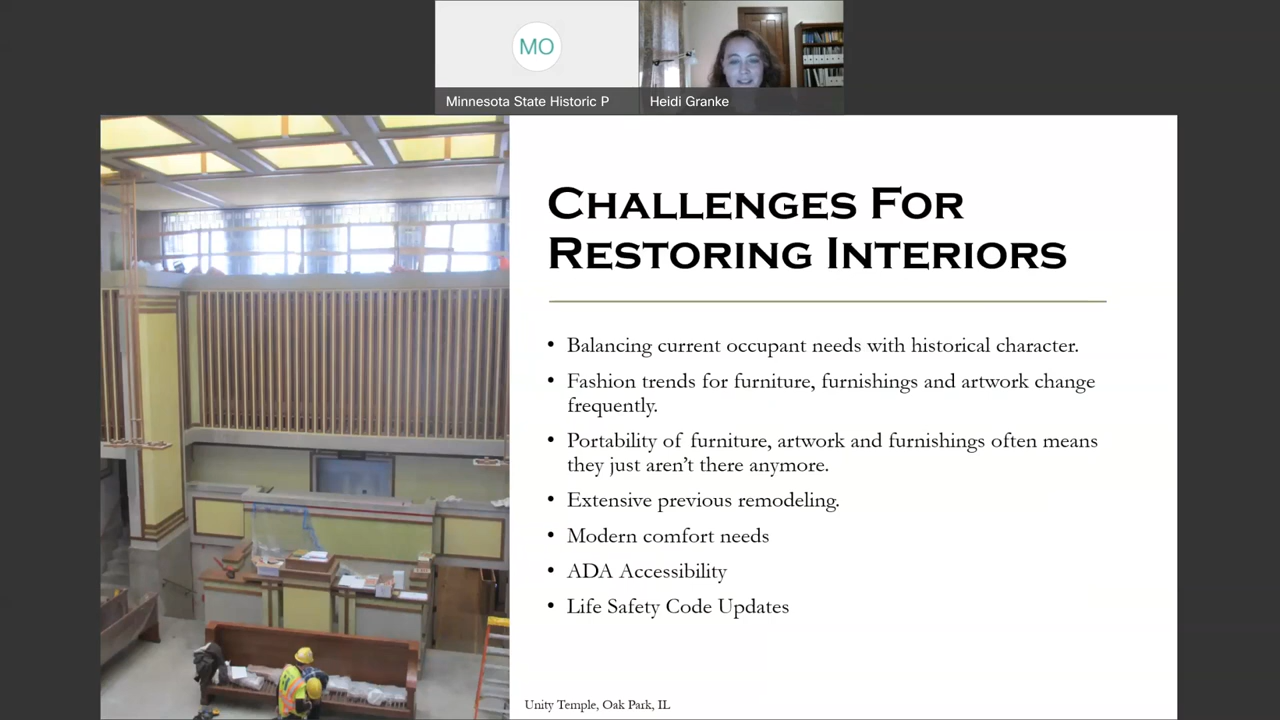 MO
Minnesota State Historic P
Heidi Granke
CHALLENGES FOR
RESTORING INTERIORS
• Balancing current occupant needs with historical character.
• Fashion trends for furniture, furnishings and artwork change
frequently.
• Portability of furniture, artwork and furnishings often means
they just aren't there anymore.
• Extensive previous remodeling.
• Modern comfort needs
• ADA Accessibility
• Life Safety Code Updates
Unity Temple, Oak Park, IL